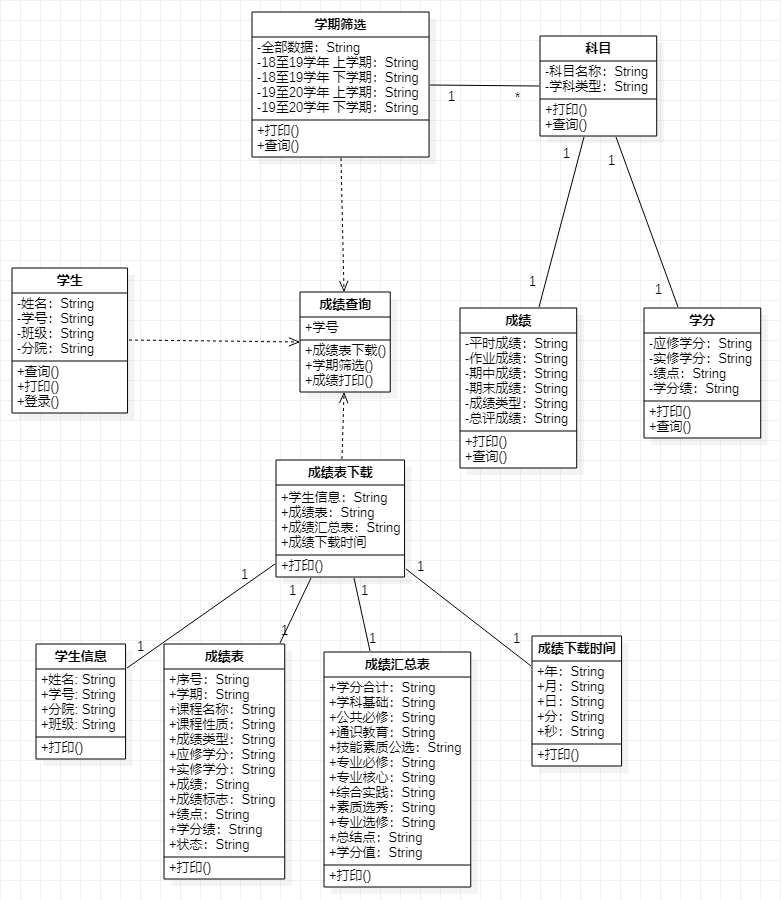 学期筛选
-全部数据：String
-18至19学年 上学期：String
-18至19学年 下学期：String
-19至20学年 上学期：String
-19至20学年 下学期：String
+打印()
+查询()
科目
-科目名称：String
-学科类型：String
+打印()
+查询()
1
*
1
1
1
1
学生
-姓名：String
-学号：String
-班级：String
-分院：String
+查询()
+打印()
+登录()
成绩查询
+学号
+成绩表下载()
+学期筛选()
+成绩打印()
成绩
-平时成绩：String
-作业成绩：String
-期中成绩：String
-期末成绩：String
-成绩类型：String
-总评成绩：String
+打印()
+查询()
学分
-应修学分：String
-实修学分：String
-绩点：String
-学分绩：String
+打印()
+查询()
成绩表下载
+学生信息：String
+成绩表：String
+成绩汇总表：String
+成绩下载时间
+打印()
1
1
1
1
1
1
1
1
学生信息
+姓名: String
+学号: String
+分院: String
+班级: String
+打印()
成绩表
+序号：String
+学期：String
+课程名称：String
+课程性质：String
+成绩类型：String
+应修学分：String
+实修学分：String
+成绩：String
+成绩标志：String
+绩点：String
+学分绩：String
+状态：String
+打印()
成绩汇总表
+学分合计：String
+学科基础：String
+公共必修：String
+通识教育：String
+技能素质公选：String
+专业必修：String
+专业核心：String
+综合实践：String
+素质选秀：String
+专业选修：String
+总结点：String
+学分值：String
+打印()
成绩下载时间
+年：String
+月：String
+日：String
+分：String
+秒：String
+打印()